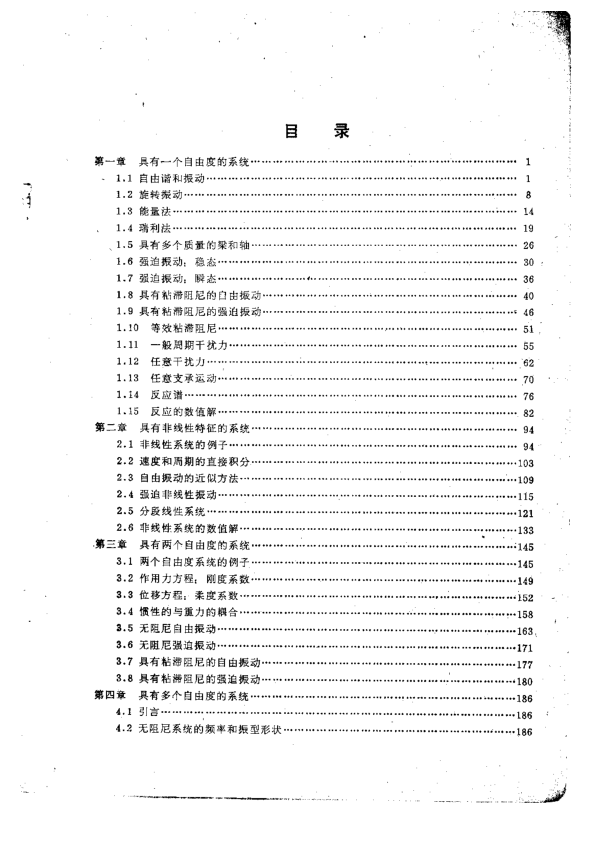 目 录
第一章 具有一个自由度的系统 1
1.1 自由谐和振动 1
1.2 旋转振动 8
1.3 能量法 14
1.4 瑞利法 19
1.5 具有多个质量的梁和轴 26
1.6 强迫振动：稳态 30
1.7 强迫振动：瞬态 36
1.8 具有粘滞阻尼的自由振动 40
1.9 具有粘滞阻尼的强迫振动 46
1.10 等效粘滞阻尼 51
1.11 一般周期干扰力 55
1.12 任意干扰力 62
1.13 任意支承运动 70
1.14 反应谱 76
1.15 反应的数值解 82
第二章 具有非线性特征的系统 94
2.1 非线性系统的例子 94
2.2 速度和周期的直接积分 103
2.3 自由振动的近似方法 109
2.4 强迫非线性振动 115
2.5 分段线性系统 121
2.6 非线性系统的数值解 133
第三章 具有两个自由度的系统 145
3.1 两个自由度系统的例子 145
3.2 作用力方程：刚度系数 149
3.3 位移方程：柔度系数 152
3.4 惯性的与重力的耦合 158
3.5 无阻尼自由振动 163
3.6 无阻尼强迫振动 171
3.7 具有粘滞阻尼的自由振动 177
3.8 具有粘滞阻尼的强迫振动 180
第四章 具有多个自由度的系统 186
4.1 引言 186
4.2 无阻尼系统的频率和振型形状 186